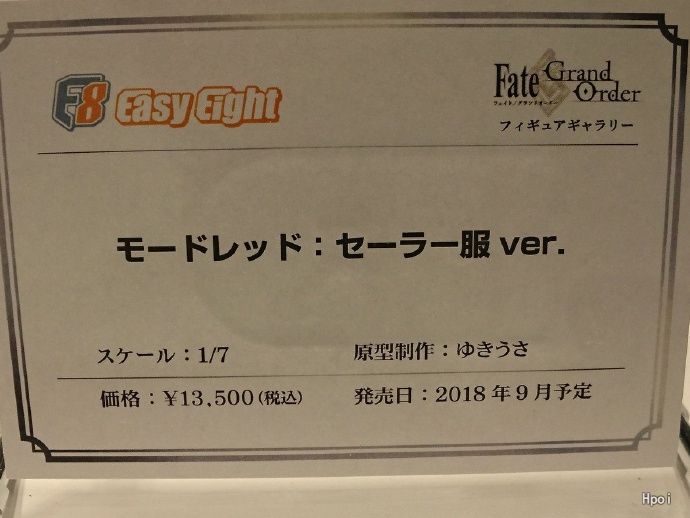 E8 Easy Eight
Fate Grand Order
フェイト/グランドオーダー
フィギュアギャラリー
モードレッド：セーラー服 ver.
スケール：1/7
原型制作：ゆきうさ
価格：¥13,500（税込）
発売日：2018年9月予定
Hpoi